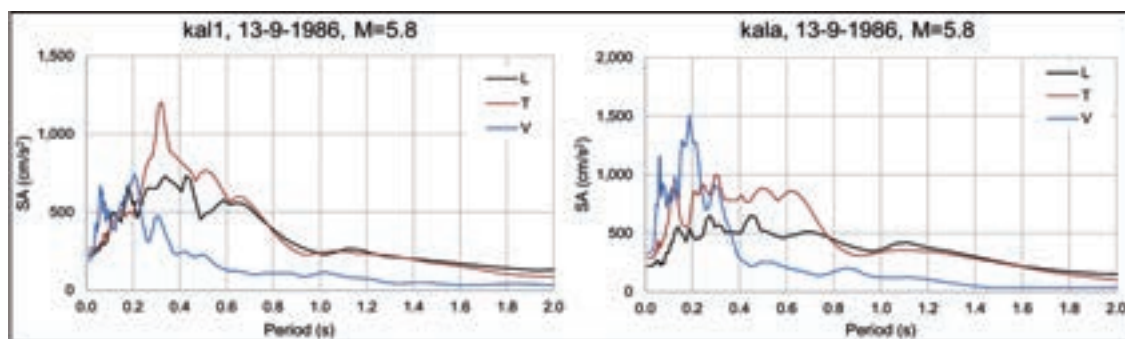 kal1, 13-9-1986, M=5.8
1,500
1,000
500
0
SA (cm/s²)
L
T
V
0.0 0.2 0.4 0.6 0.8 1.0 1.2 1.4 1.6 1.8 2.0
Period (s)
kala, 13-9-1986, M=5.8
2,000
1,500
1,000
500
0
SA (cm/s²)
L
T
V
0.0 0.2 0.4 0.6 0.8 1.0 1.2 1.4 1.6 1.8 2.0
Period (s)